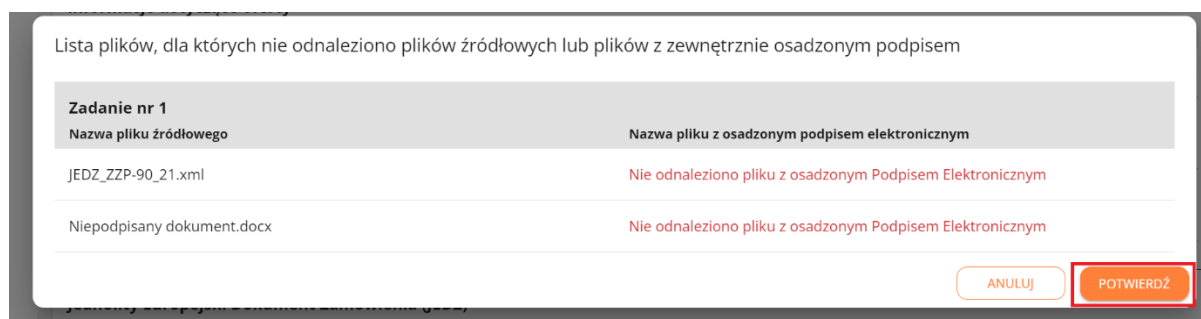 Lista plików, dla których nie odnaleziono plików źródłowych lub plików z zewnętrznie osadzonym podpisem
Zadanie nr 1
Nazwa pliku źródłowego Nazwa pliku z osadzonym podpisem elektronicznym
JEDZ_ZZP-90_21.xml Nie odnaleziono pliku z osadzonym Podpisem Elektronicznym
Niepodpisany dokument.docx Nie odnaleziono pliku z osadzonym Podpisem Elektronicznym
ANULUJ POTWIERDŹ